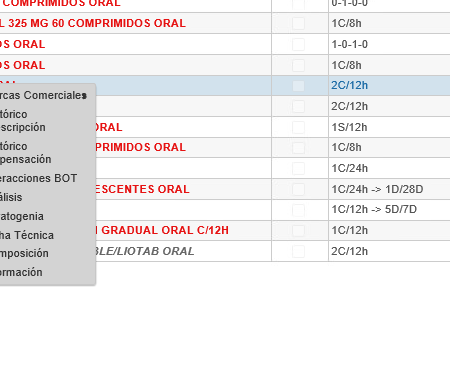 COMPRIMIDOS ORAL 0-1-0-0
L 325 MG 60 COMPRIMIDOS ORAL 1C/8h
OS ORAL 1-0-1-0
OS ORAL 1C/8h
2C/12h
rcas Comerciales 2C/12h
tórico
scripción ORAL 1S/12h
tórico PRIMIDOS ORAL 1C/8h
pensación 1C/24h
eracciones BOT
álisis ESCENTES ORAL 1C/24h -> 1D/28D
atogenia 1C/12h -> 5D/7D
ha Técnica N GRADUAL ORAL C/12H 1C/12h
mposición BLE/LIOTAB ORAL 2C/12h
ormación